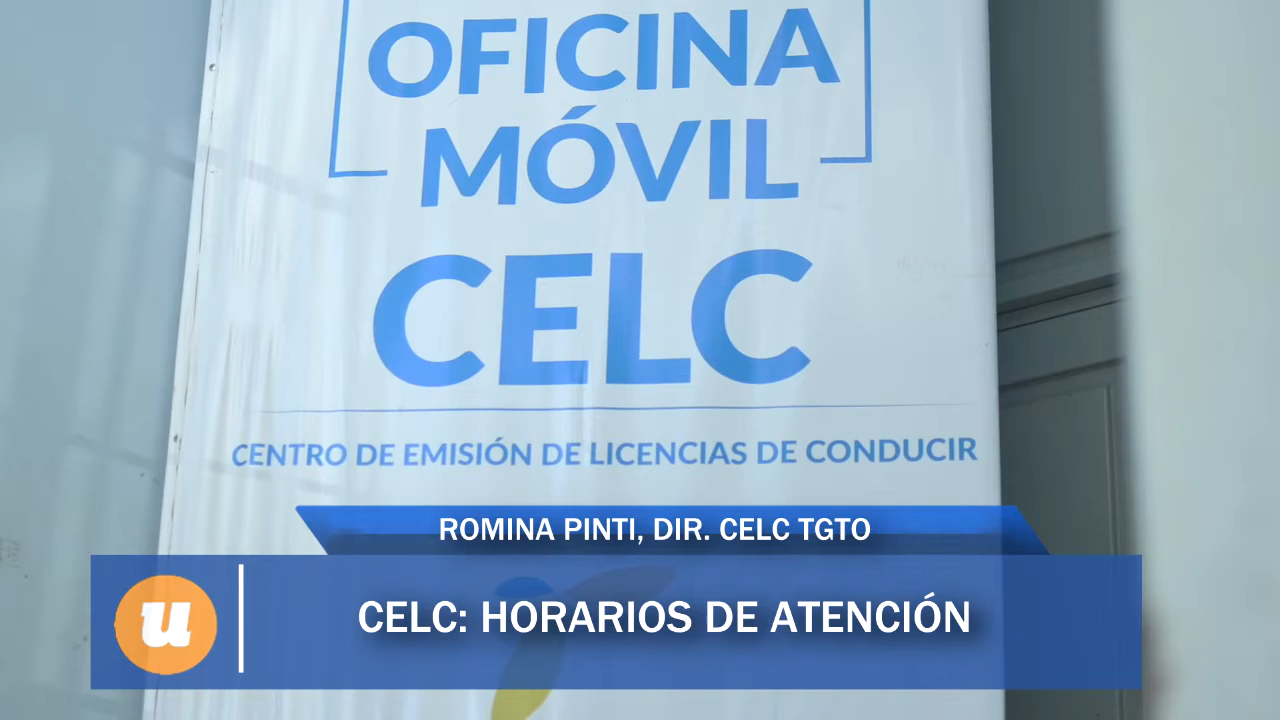 OFICINA
MÓVIL
CELC
CENTRO DE EMISIÓN DE LICENCIAS DE CONDUCIR
ROMINA PINTI, DIR. CELC TGTO
u
CELC: HORARIOS DE ATENCIÓN